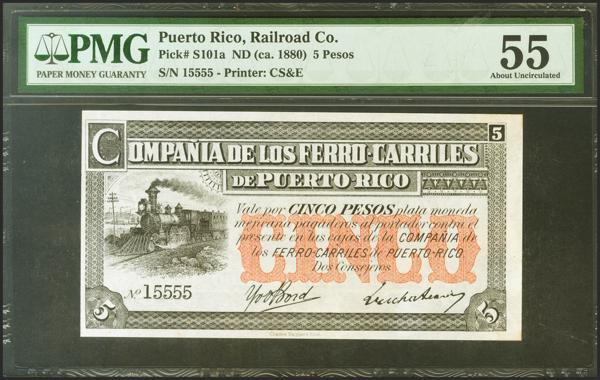 PMG
PAPER MONEY GUARANTY
Puerto Rico, Railroad Co.
Pick# S101a ND (ca. 1880) 5 Pesos
S/N 15555 - Printer: CS&E
55
About Uncirculated
COMPAÑIA DE LOS FERRO-CARRILES
5
DE PUERTO-RICO
Vale por CINCO PESOS plata moneda
mejicana pagaderos al portador contra el
presente en las cajas de la COMPAÑIA de
los FERRO-CARRILES de PUERTO-RICO.
Dos Consejeros
CINCO
No 15555
5
5